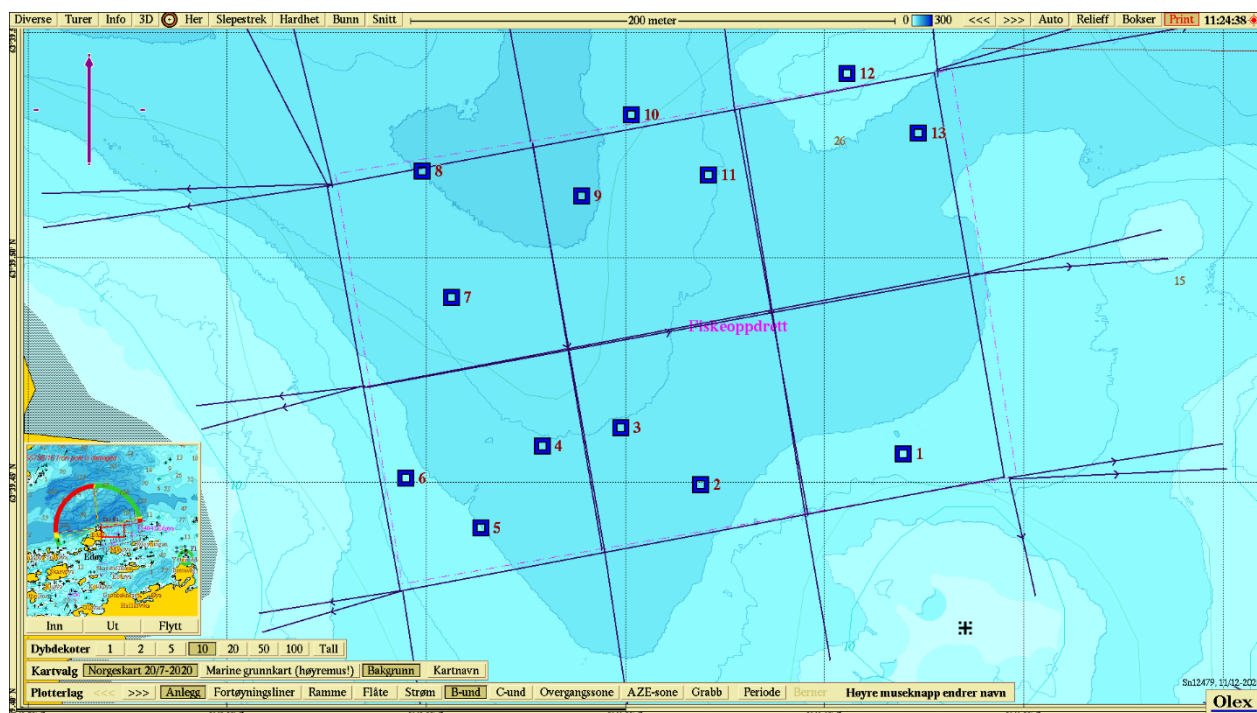 Diverse Turer Info 3D Her Slepestrek Hardhet Bunn Snitt 200 meter 0 300 <<< >>> Auto Relieff Bokser Print 11:24:38
12
10
13
26
8
11
9
7
15
Fiskeoppdrett
3
4
1
6
2
10
5
Edøy
Inn Ut Flytt
10
Dybdekoter 1 2 5 10 20 50 100 Tall
Kartvalg Norgeskart 20/7-2020 Marine grunnkart (høyremus!) Bakgrunn Kartnavn
Plotterlag <<< >>> Anlegg Fortøyningsliner Ramme Flåte Strøm B-und C-und Overgangssone AZE-sone Grabb Periode Berner Høyre museknapp endrer navn
Olex